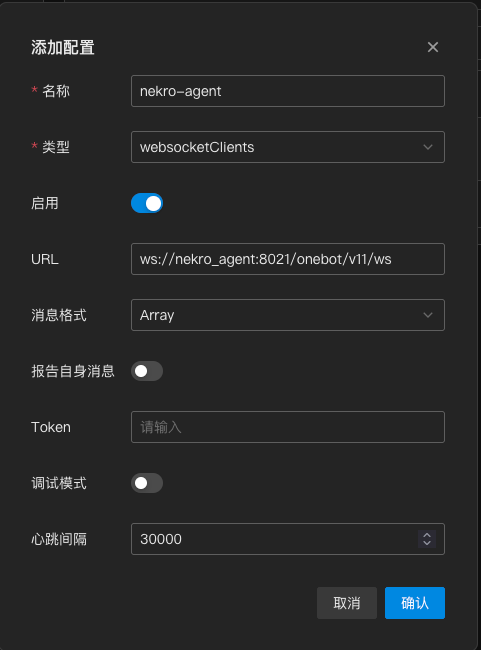 添加配置
* 名称 nekro-agent
* 类型 websocketClients
启用
URL ws://nekro_agent:8021/onebot/v11/ws
消息格式 Array
报告自身消息
Token 请输入
调试模式
心跳间隔 30000
取消 确认